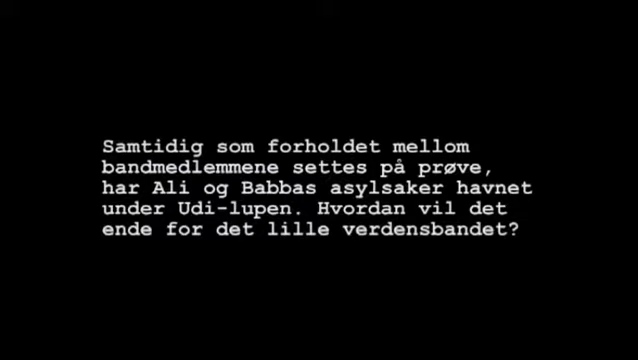 Samtidig som forholdet mellom
bandmedlemmene settes på prøve,
har Ali og Babbas asylsaker havnet
under Udi-lupen. Hvordan vil det
ende for det lille verdensbandet?